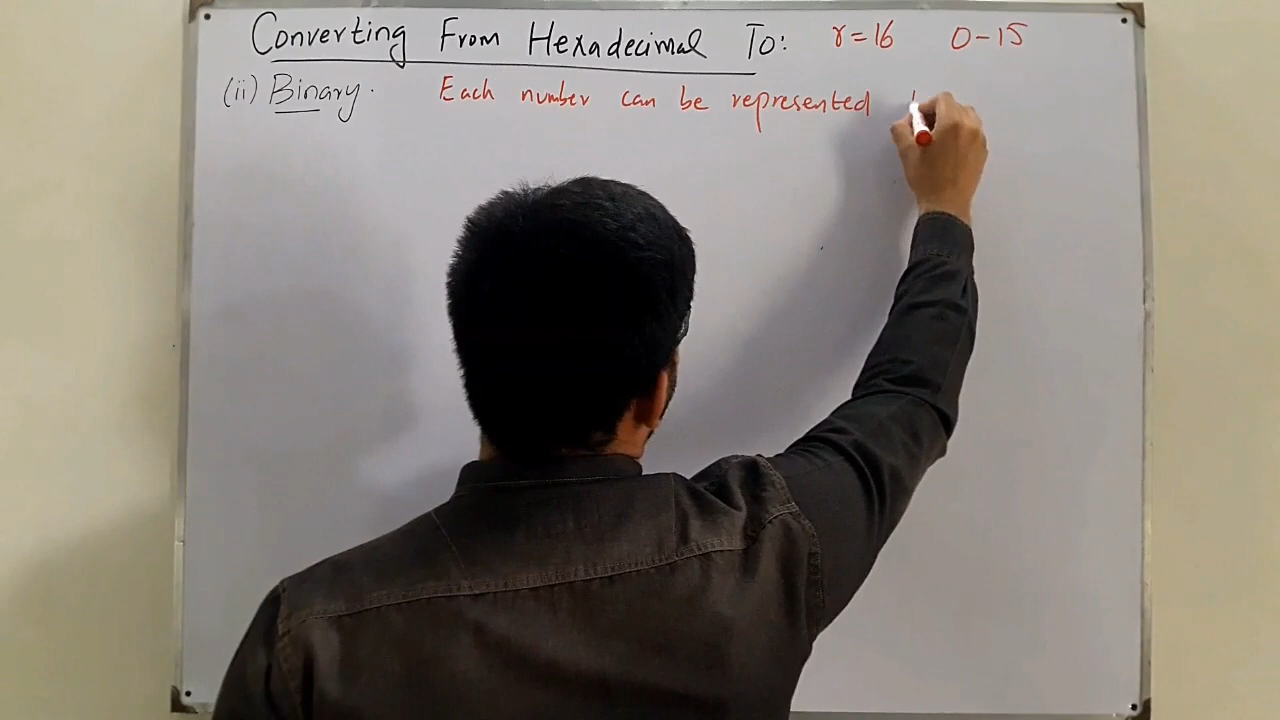 Converting From Hexadecimal To: r=16 0-15
(ii) Binary. Each number can be represented